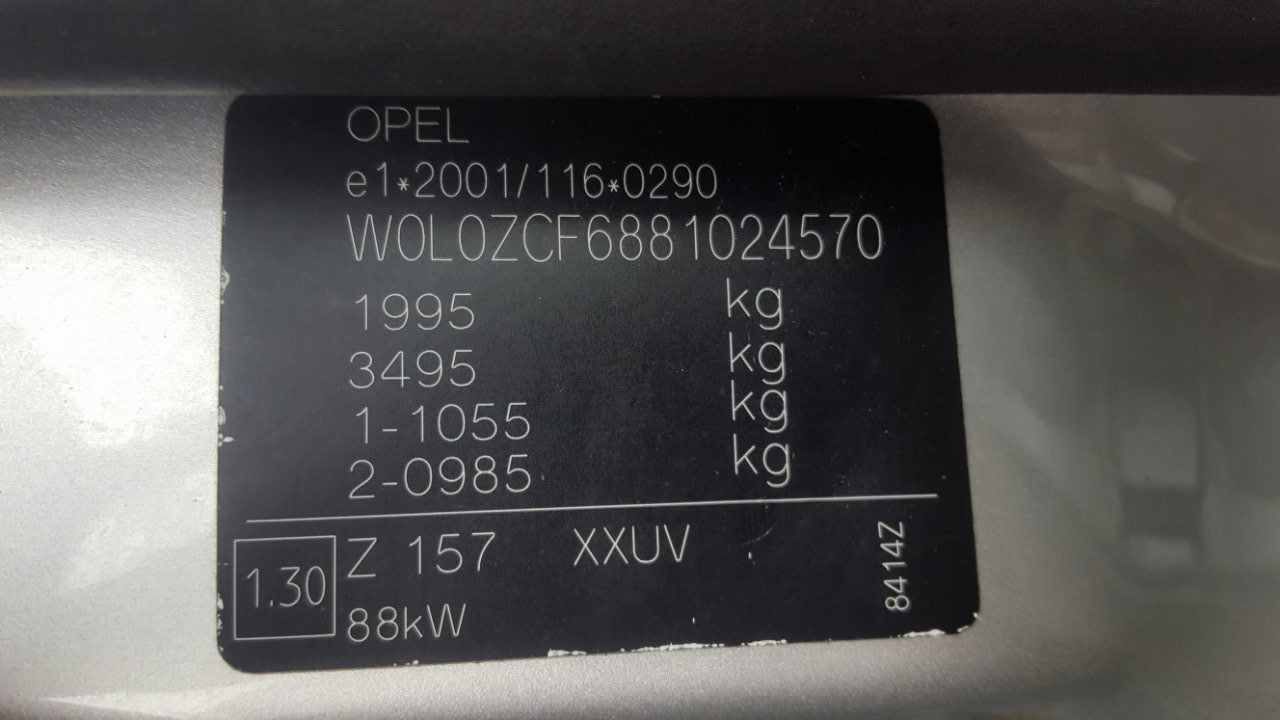 OPEL
e1*2001/116*0290
W0L0ZCF6881024570
1995 kg
3495 kg
1-1055 kg
2-0985 kg
1.30 Z 157 XXUV
88kW
8414Z